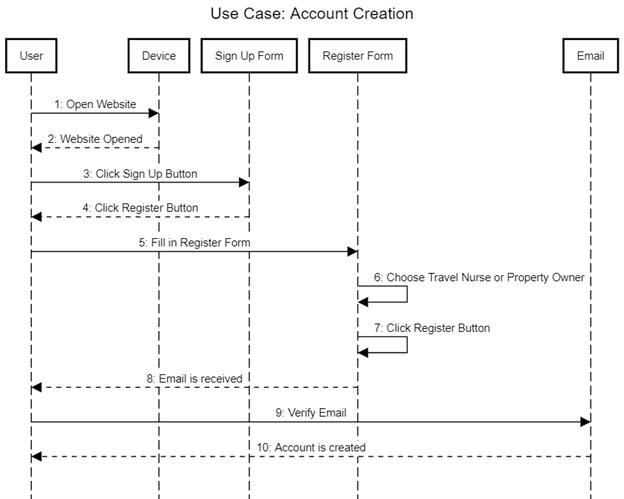 Use Case: Account Creation
User
Device
Sign Up Form
Register Form
Email
1: Open Website
2: Website Opened
3: Click Sign Up Button
4: Click Register Button
5: Fill in Register Form
6: Choose Travel Nurse or Property Owner
7: Click Register Button
8: Email is received
9: Verify Email
10: Account is created